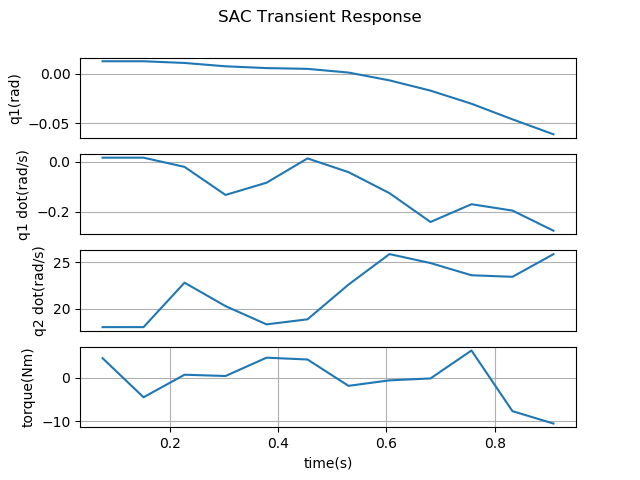 SAC Transient Response
q1(rad)
0.00
−0.05
q1 dot(rad/s)
0.0
−0.2
q2 dot(rad/s)
25
20
torque(Nm)
0
−10
0.2 0.4 0.6 0.8
time(s)